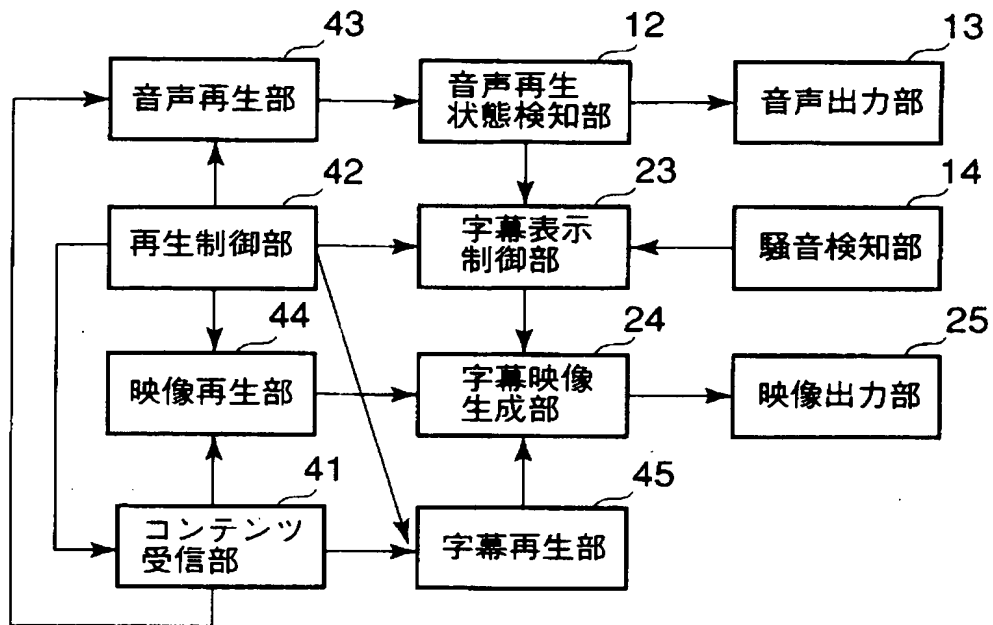 43
音声再生部
12
音声再生
状態検知部
13
音声出力部
42
再生制御部
23
字幕表示
制御部
14
騒音検知部
44
映像再生部
24
字幕映像
生成部
25
映像出力部
41
コンテンツ
受信部
45
字幕再生部